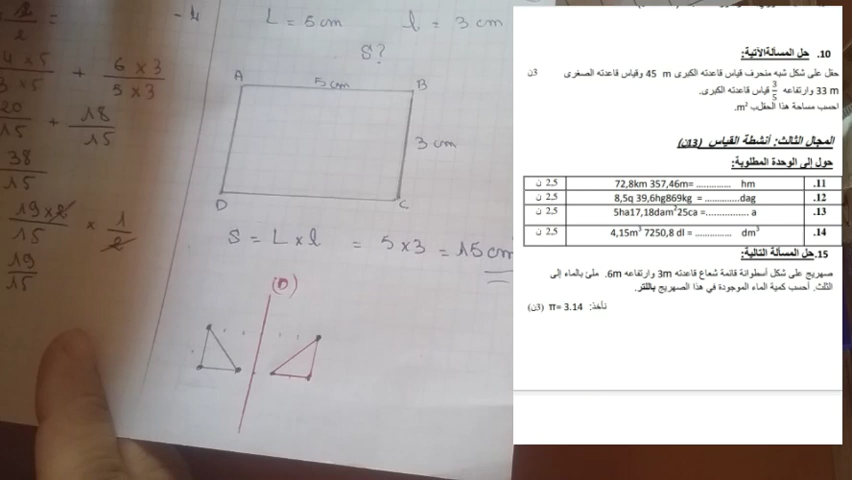 - 4
L = 5 cm
l = 3 cm
S?
2
4 x 5 + 6 x 3
3 x 5 5 x 3
20 + 18
15 15
38
15
19 x 2 x 1
15 2
19
15
A
5 cm
B
3 cm
D
C
S = L x l = 5 x 3 = 15 cm
(D)
10. حل المسألة الآتية:
حقل على شكل شبه منحرف قياس قاعدته الكبرى 45 m وقياس قاعدته الصغرى 3ن
33 m وارتفاعه 3/5 قياس قاعدته الكبرى.
احسب مساحة هذا الحقل ب m².
المجال الثالث: أنشطة القياس (13ن)
حول إلى الوحدة المطلوبة:
11. 72,8km 357,46m= ............. hm 2,5 ن
12. 8,5q 39,6hg869kg = ..............dag 2,5 ن
13. 5ha17,18dam²25ca =................ a 2,5 ن
14. 4,15m³ 7250,8 dl = .............. dm³ 2,5 ن
15. حل المسألة التالية:
صهريج على شكل أسطوانة قائمة شعاع قاعدته 3m وارتفاعه 6m. ملئ بالماء إلى
الثلث. أحسب كمية الماء الموجودة في هذا الصهريج باللتر.
نأخذ: π= 3.14 (3ن)